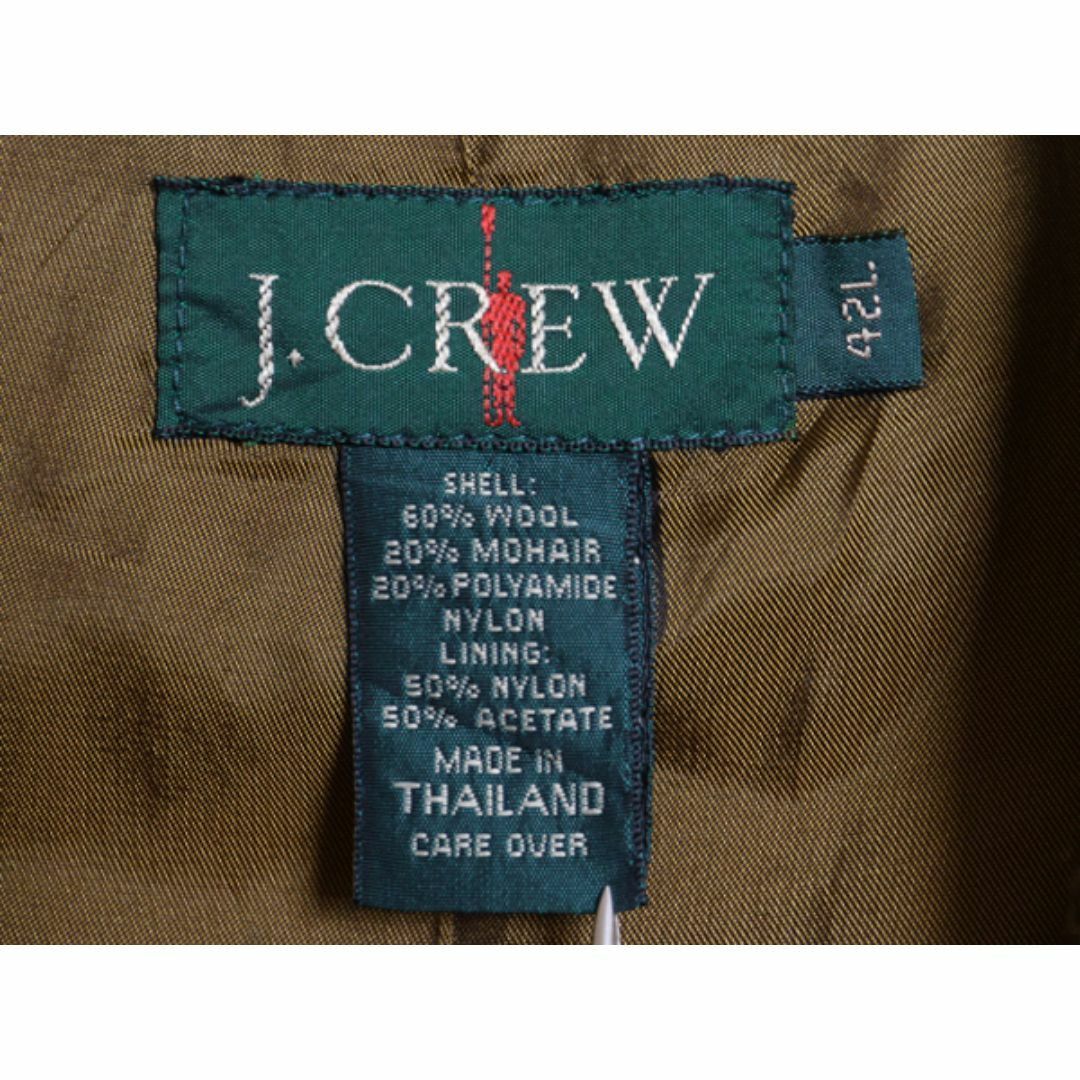 J.CREW
42L.
SHELL:
60% WOOL
20% MOHAIR
20% POLYAMIDE
NYLON
LINING:
50% NYLON
50% ACETATE
MADE IN
THAILAND
CARE OVER